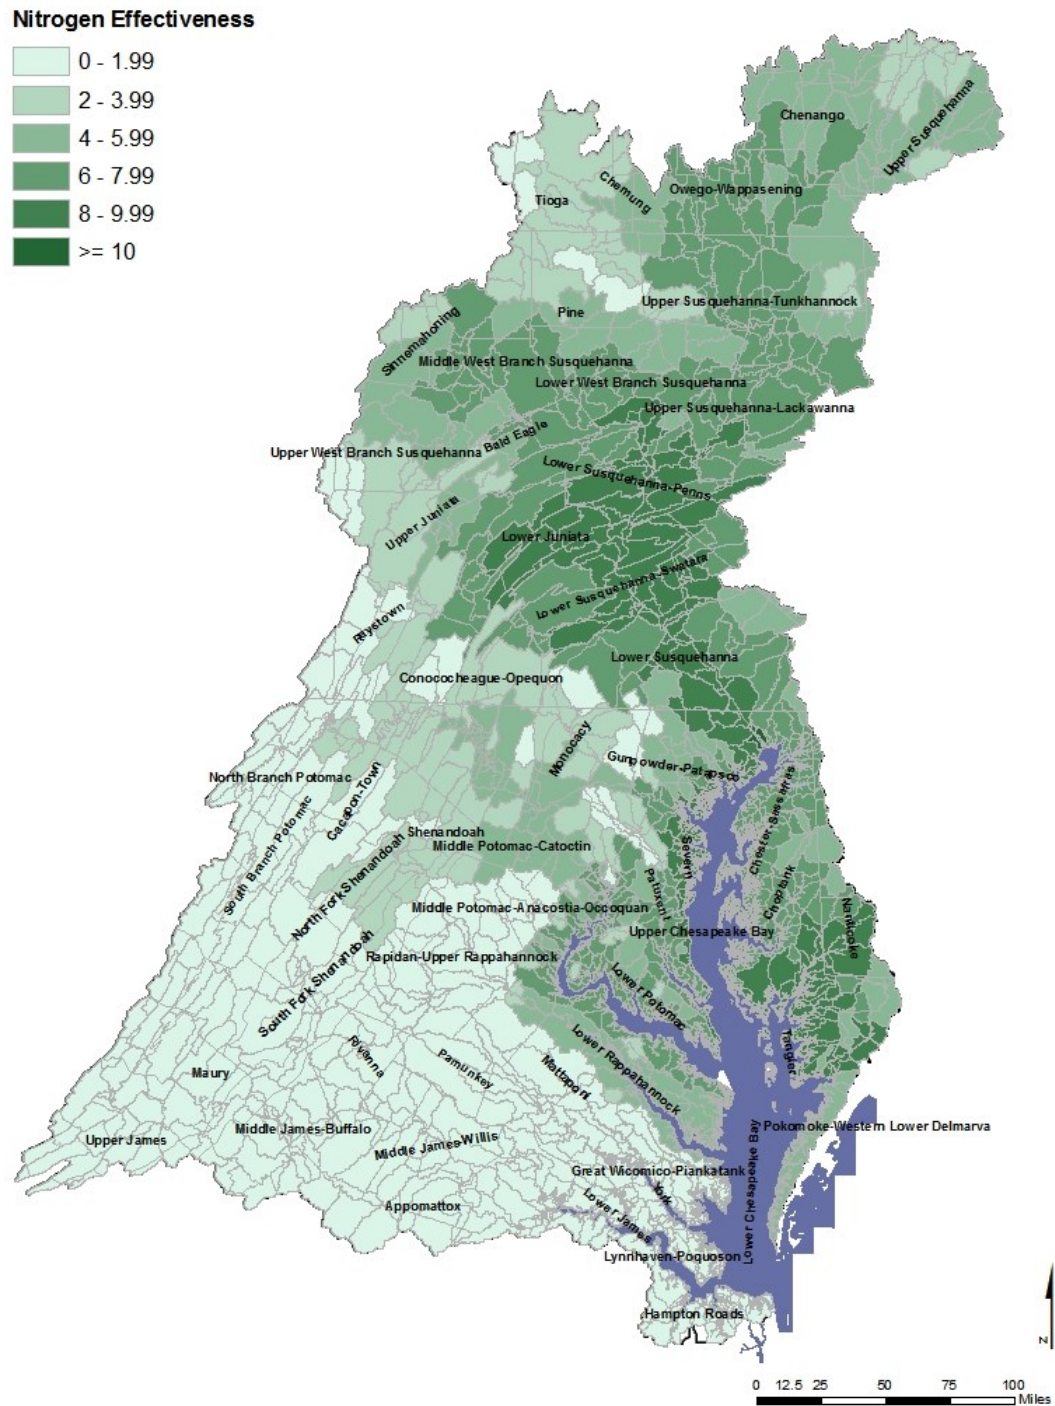 Nitrogen Effectiveness
0 - 1.99
2 - 3.99
4 - 5.99
6 - 7.99
8 - 9.99
>= 10
Chenango
Upper Susquehanna
Chemung
Owego-Wappasening
Tioga
Upper Susquehanna-Tunkhannock
Pine
Sinnemahoning
Middle West Branch Susquehanna
Lower West Branch Susquehanna
Upper Susquehanna-Lackawanna
Bald Eagle
Upper West Branch Susquehanna
Lower Susquehanna-Penns
Upper Juniata
Lower Juniata
Lower Susquehanna-Swatara
Raystown
Lower Susquehanna
Conococheague-Opequon
Monocacy
Gunpowder-Patapsco
North Branch Potomac
Cacapon-Town
Chester-Sassafras
South Branch Potomac
Shenandoah
Middle Potomac-Catoctin
North Fork Shenandoah
Severn
Patuxent
Choptank
Nanticoke
Middle Potomac-Anacostia-Occoquan
Upper Chesapeake Bay
Rapidan-Upper Rappahannock
South Fork Shenandoah
Lower Potomac
Rivanna
Pamunkey
Mattaponi
Lower Rappahannock
Tangier
Maury
Upper James
Middle James-Buffalo
Middle James-Willis
Pokomoke-Western Lower Delmarva
Great Wicomico-Piankatank
York
Lower Chesapeake Bay
Appomattox
Lower James
Lynnhaven-Poquoson
Hampton Roads
N
0 12.5 25 50 75 100
Miles